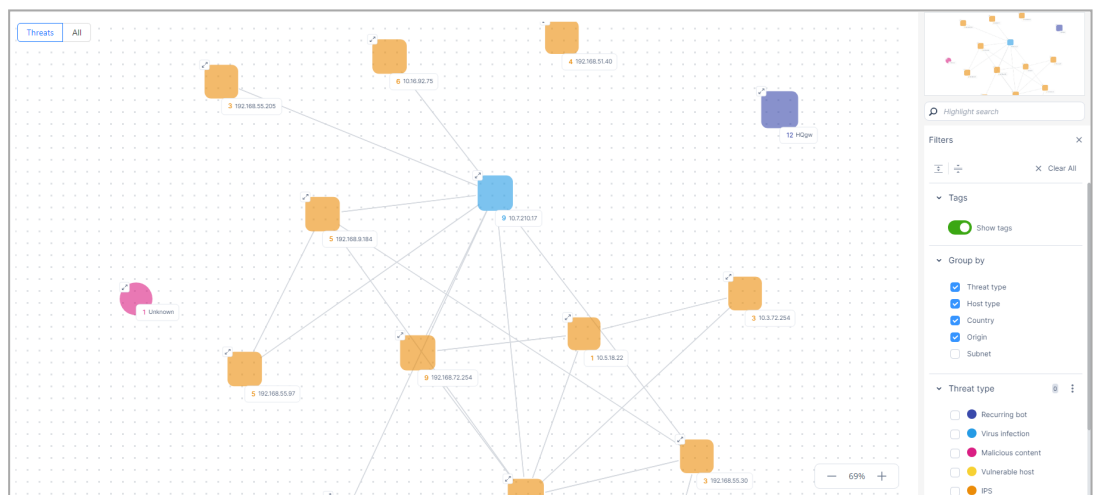 Threats All
4 192.168.51.40
6 10.16.92.75
3 192.168.55.205
12 HQgw
9 10.7.210.17
5 192.168.9.184
1 Unknown
3 10.3.72.254
1 10.5.18.22
9 192.168.72.254
5 192.168.55.97
3 192.168.55.30
69%
Highlight search
Filters
Clear All
Tags
Show tags
Group by
Threat type
Host type
Country
Origin
Subnet
Threat type 0
Recurring bot
Virus infection
Malicious content
Vulnerable host
IPS